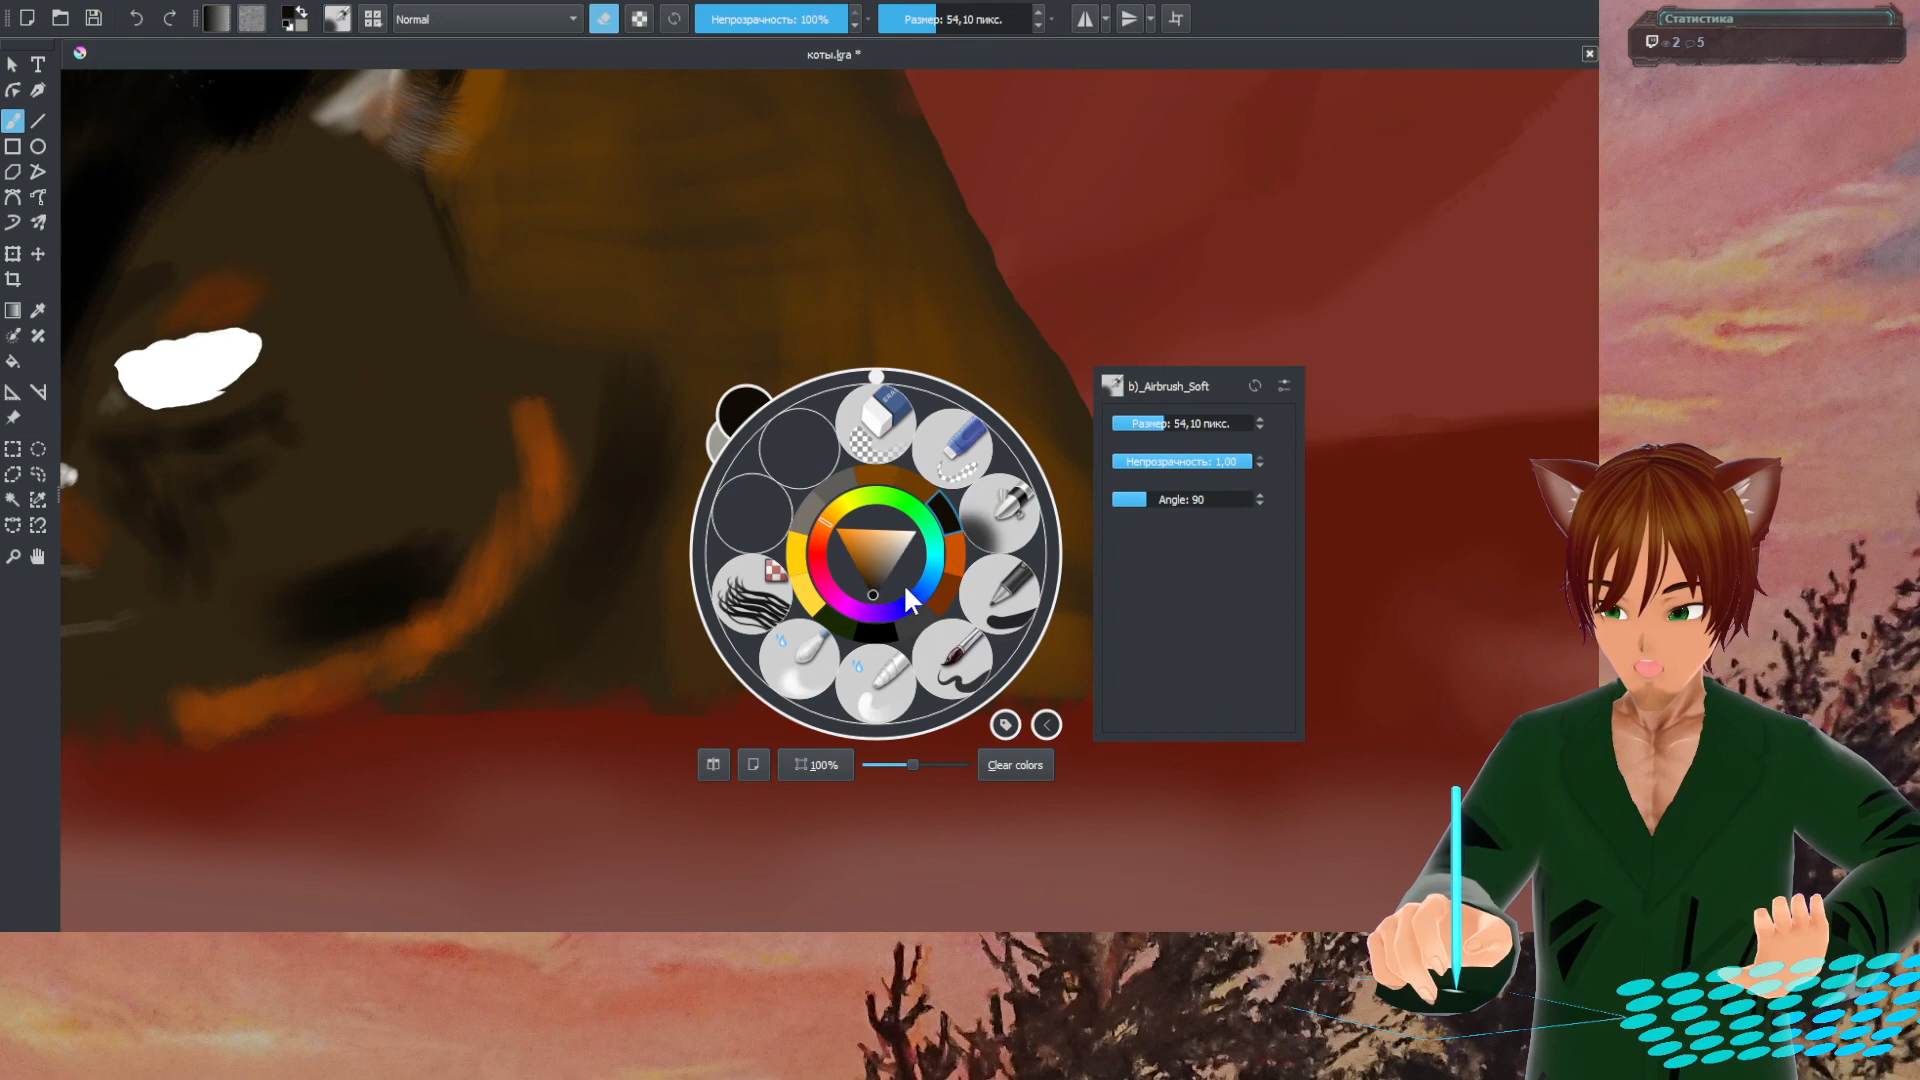 Normal
Непрозрачность: 100%
Размер: 54,10 пикс.
Статистика
2 5
коты.kra *
b)_Airbrush_Soft
Размер: 54,10 пикс.
Непрозрачность: 1,00
Angle: 90
100%
Clear colors